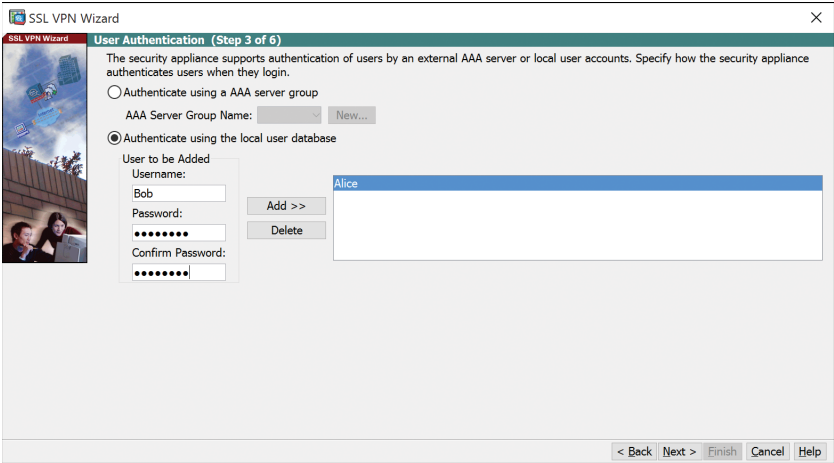 SSL VPN Wizard
SSL VPN Wizard
User Authentication (Step 3 of 6)
The security appliance supports authentication of users by an external AAA server or local user accounts. Specify how the security appliance
authenticates users when they login.
Authenticate using a AAA server group
AAA Server Group Name:
New...
Authenticate using the local user database
User to be Added
Username:
Bob
Password:
●●●●●●●●
Confirm Password:
●●●●●●●●
Add >>
Delete
Alice
< Back
Next >
Finish
Cancel
Help